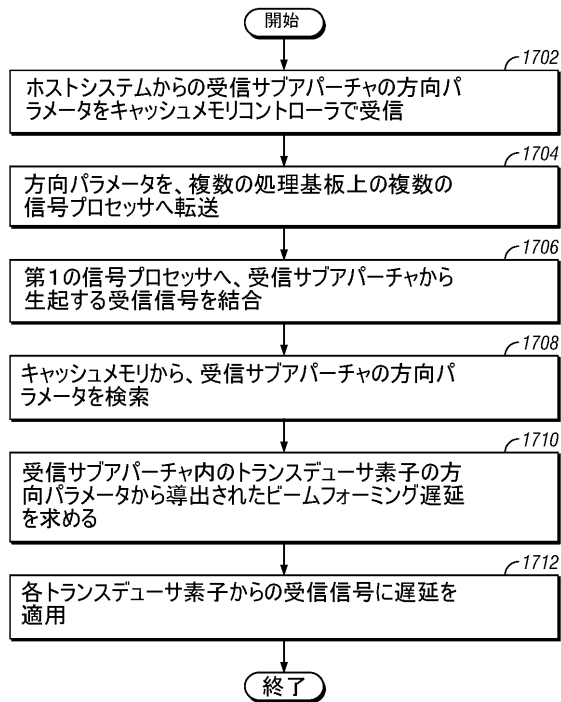 開始
1702
ホストシステムからの受信サブアパーチャの方向パ
ラメータをキャッシュメモリコントローラで受信
1704
方向パラメータを、複数の処理基板上の複数の
信号プロセッサへ転送
1706
第1の信号プロセッサへ、受信サブアパーチャから
生起する受信信号を結合
1708
キャッシュメモリから、受信サブアパーチャの方向パ
ラメータを検索
1710
受信サブアパーチャ内のトランスデューサ素子の方
向パラメータから導出されたビームフォーミング遅延
を求める
1712
各トランスデューサ素子からの受信信号に遅延を
適用
終了